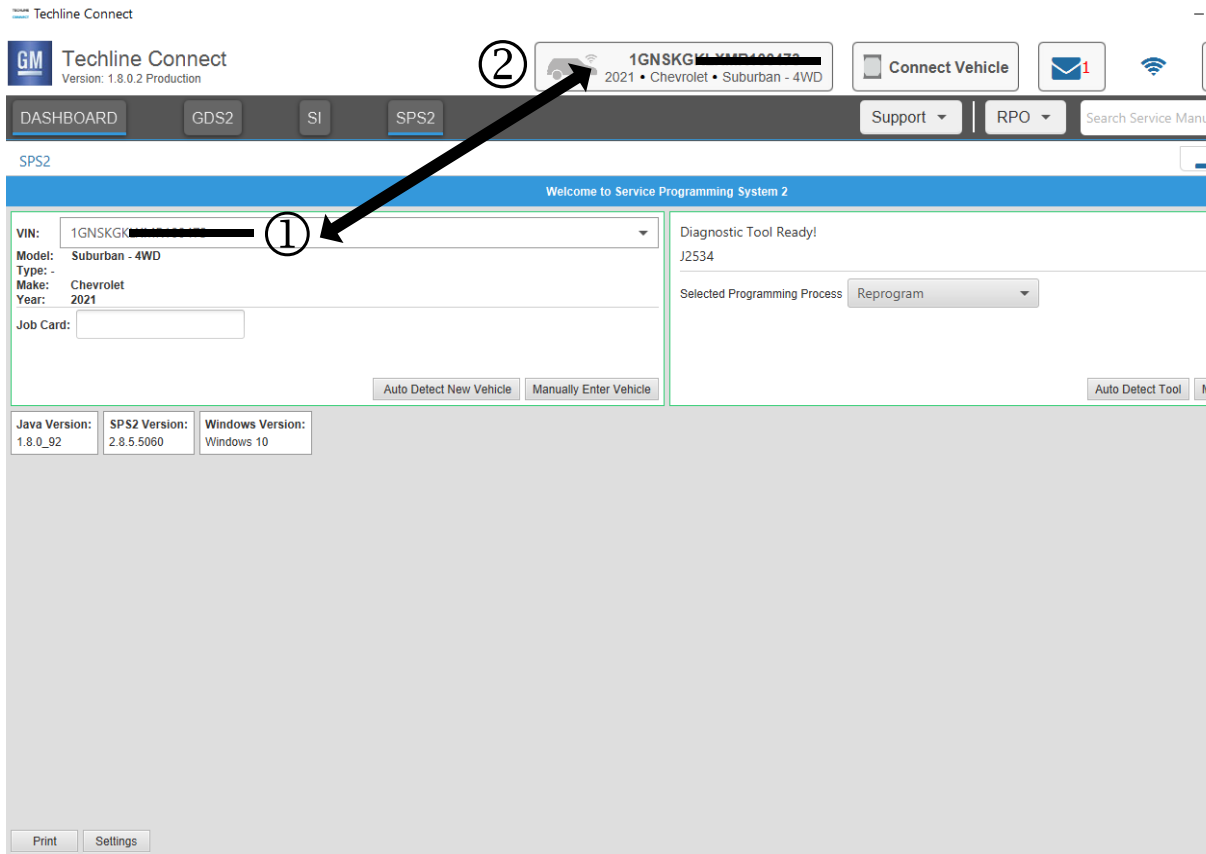 Techline Connect
GM
Techline Connect
Version: 1.8.0.2 Production
②
1GNSKGK
2021 • Chevrolet • Suburban - 4WD
Connect Vehicle
1
DASHBOARD
GDS2
SI
SPS2
Support
RPO
Search Service Manu
SPS2
Welcome to Service Programming System 2
VIN:
1GNSKGK
①
Model: Suburban - 4WD
Type: -
Make: Chevrolet
Year: 2021
Job Card:
Auto Detect New Vehicle
Manually Enter Vehicle
Diagnostic Tool Ready!
J2534
Selected Programming Process Reprogram
Auto Detect Tool
Java Version:
1.8.0_92
SPS2 Version:
2.8.5.5060
Windows Version:
Windows 10
Print
Settings